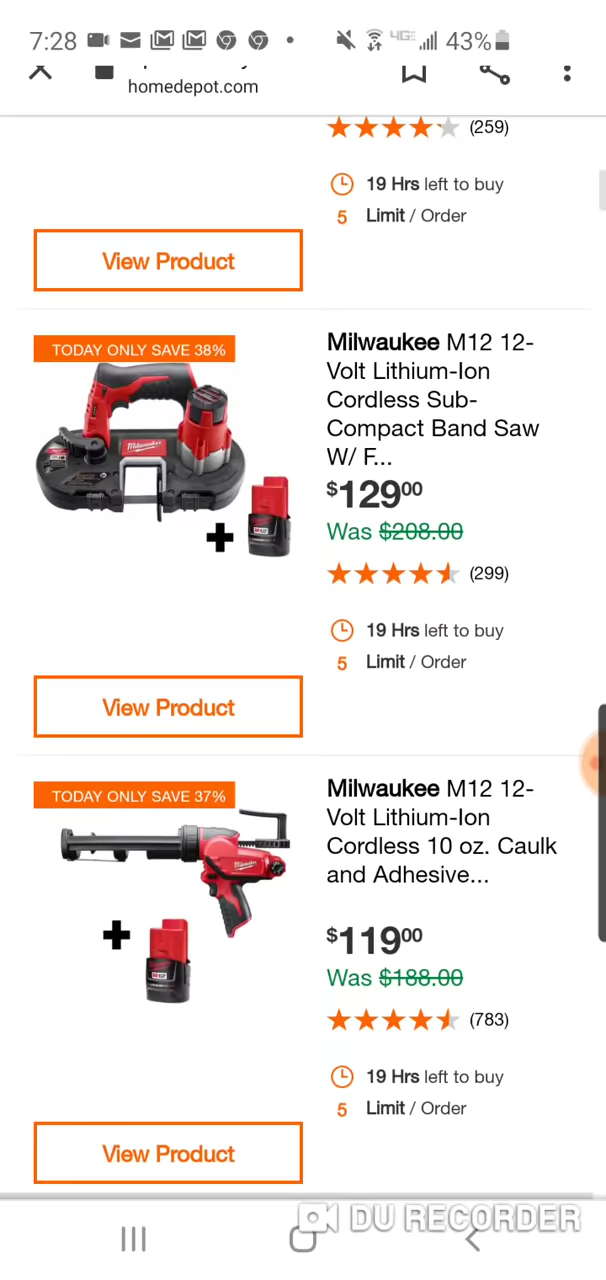 7:28
4GE
43%
homedepot.com
(259)
19 Hrs left to buy
5 Limit / Order
View Product
TODAY ONLY SAVE 38%
Milwaukee M12 12-
Volt Lithium-Ion
Cordless Sub-
Compact Band Saw
W/ F...
$129 00
Was $208.00
(299)
19 Hrs left to buy
5 Limit / Order
Milwaukee
View Product
TODAY ONLY SAVE 37%
Milwaukee M12 12-
Volt Lithium-Ion
Cordless 10 oz. Caulk
and Adhesive...
$119 00
Was $188.00
(783)
19 Hrs left to buy
5 Limit / Order
Milwaukee
View Product
DU RECORDER